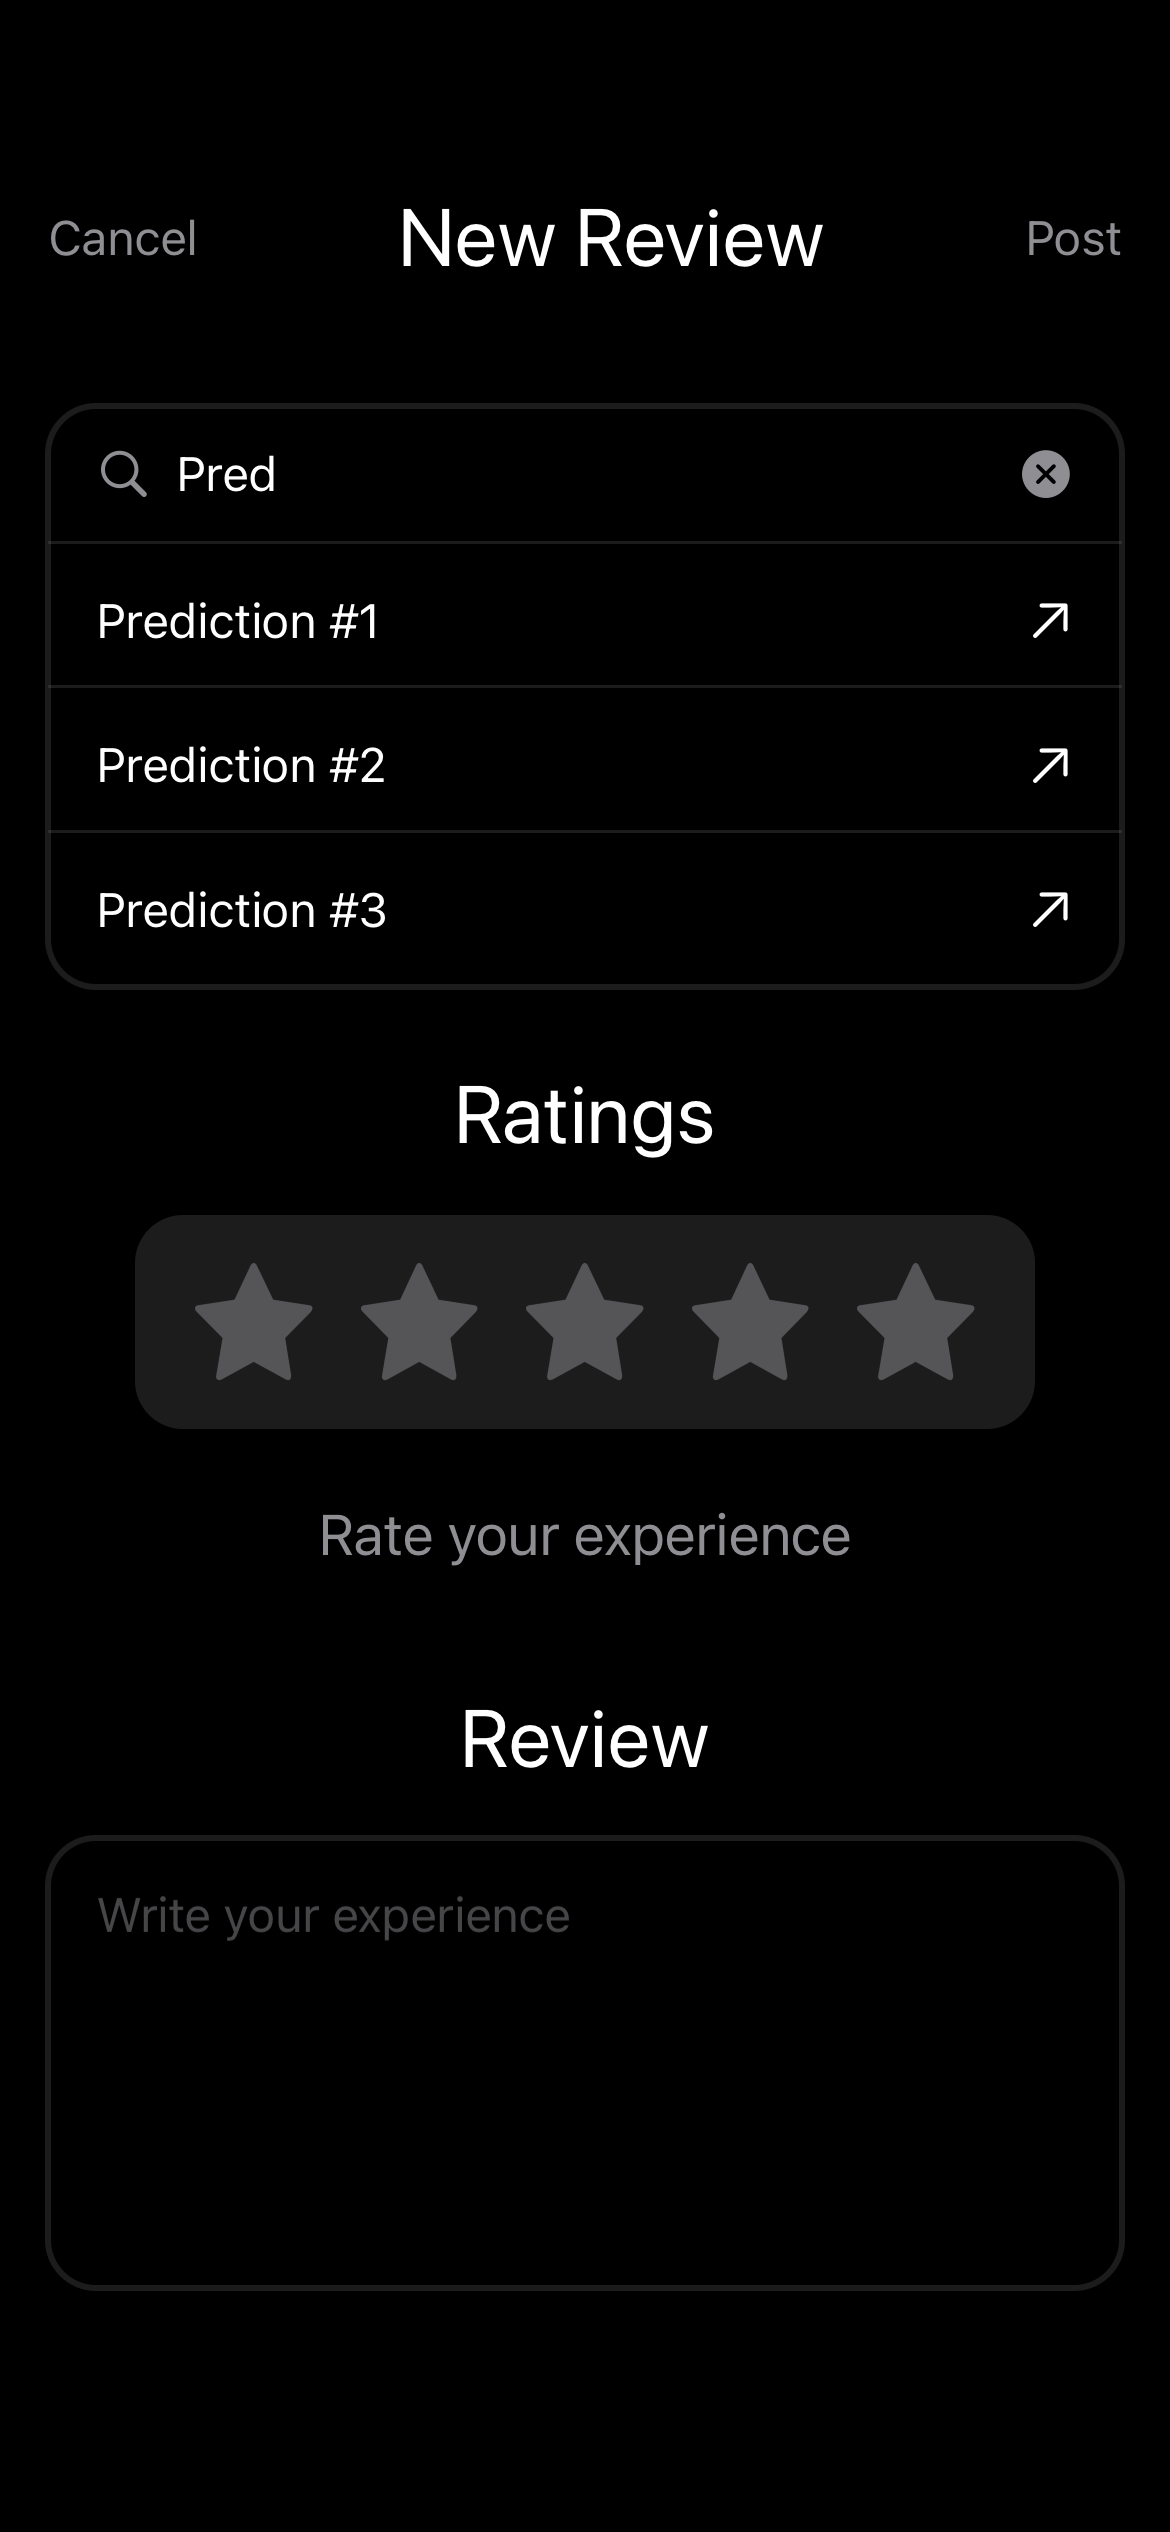 Cancel New Review Post
Pred
Prediction #1
Prediction #2
Prediction #3
Ratings
Rate your experience
Review
Write your experience